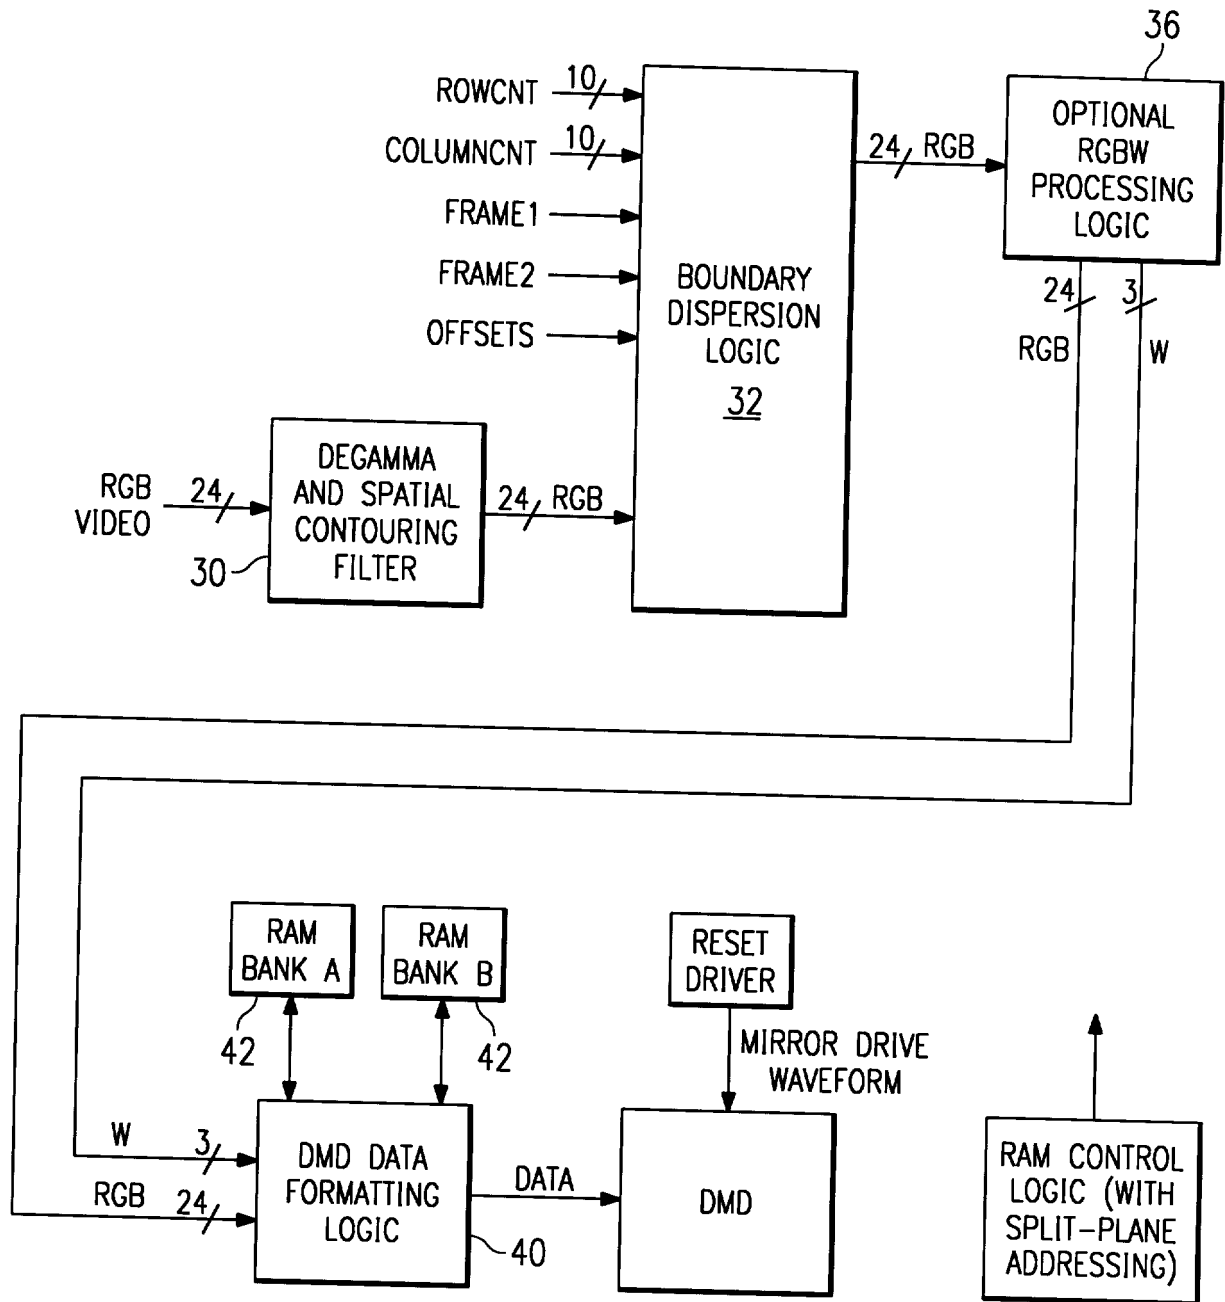 36
ROWCNT 10
COLUMNCNT 10
FRAME1
FRAME2
OFFSETS
BOUNDARY
DISPERSION
LOGIC
32
24 RGB
OPTIONAL
RGBW
PROCESSING
LOGIC
24
RGB
3
W
RGB
VIDEO
24
DEGAMMA
AND SPATIAL
CONTOURING
FILTER
30
24 RGB
RAM
BANK A
42
RAM
BANK B
42
RESET
DRIVER
MIRROR DRIVE
WAVEFORM
W 3
RGB 24
DMD DATA
FORMATTING
LOGIC
40
DATA
DMD
RAM CONTROL
LOGIC (WITH
SPLIT-PLANE
ADDRESSING)